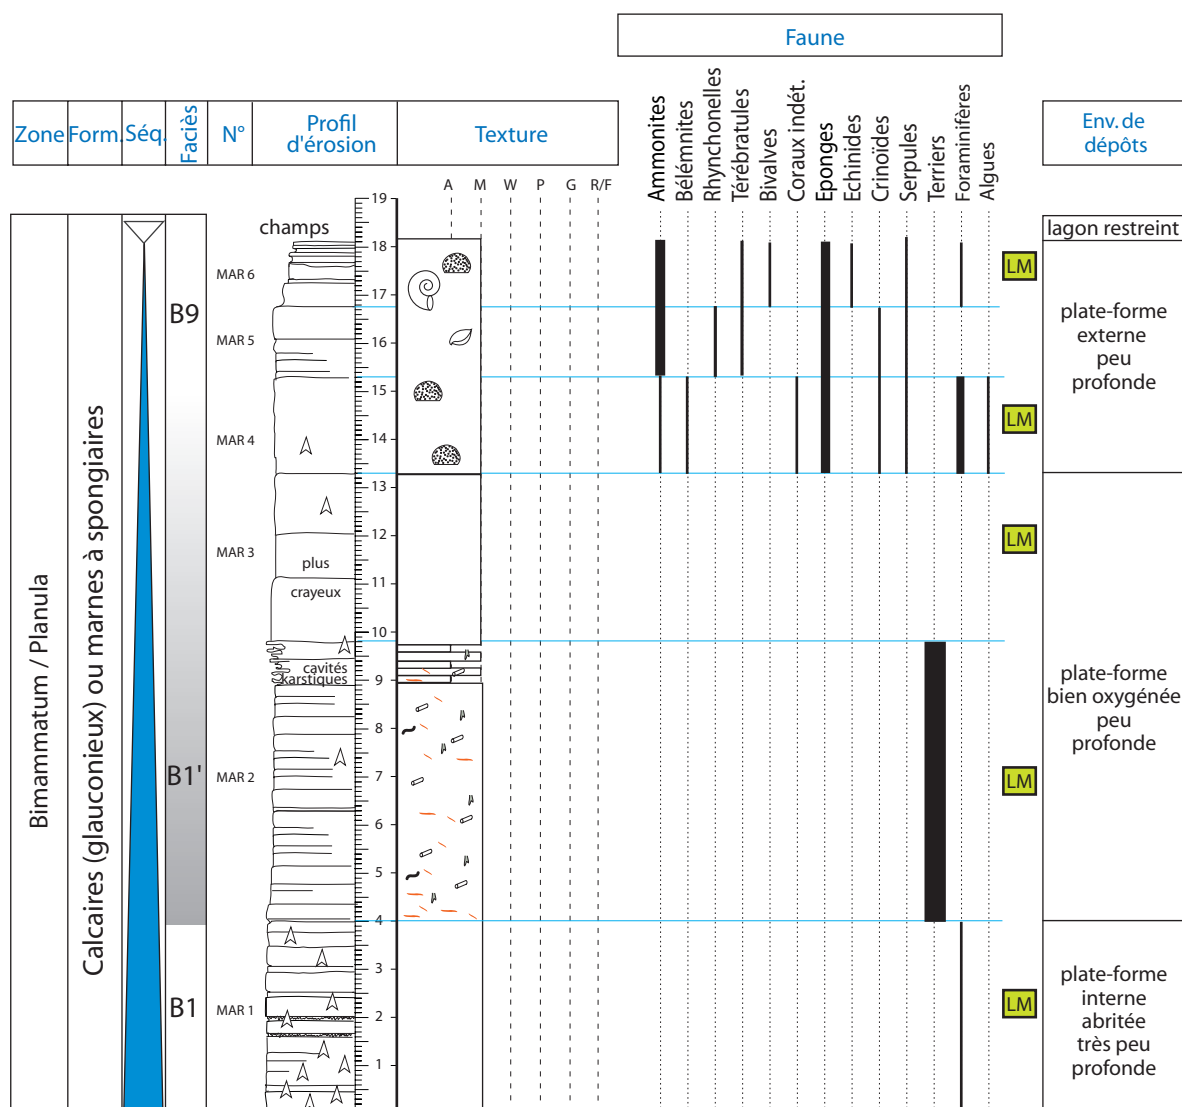 Faune
Zone
Form.
Séq.
Faciès
N°
Profil
d'érosion
Texture
Ammonites
Bélémnites
Rhynchonelles
Térébratules
Bivalves
Coraux indét.
Eponges
Echinides
Crinoïdes
Serpules
Terriers
Foraminifères
Algues
Env. de
dépôts
A M W P G R/F
19
18
17
16
15
14
13
12
11
10
9
8
7
6
5
4
3
2
1
Bimammatum / Planula
Calcaires (glauconieux) ou marnes à spongiaires
B9
B1'
B1
MAR 6
MAR 5
MAR 4
MAR 3
MAR 2
MAR 1
champs
plus
crayeux
cavités
karstiques
LM
LM
LM
LM
LM
lagon restreint
plate-forme
externe
peu
profonde
plate-forme
bien oxygénée
peu
profonde
plate-forme
interne
abritée
très peu
profonde